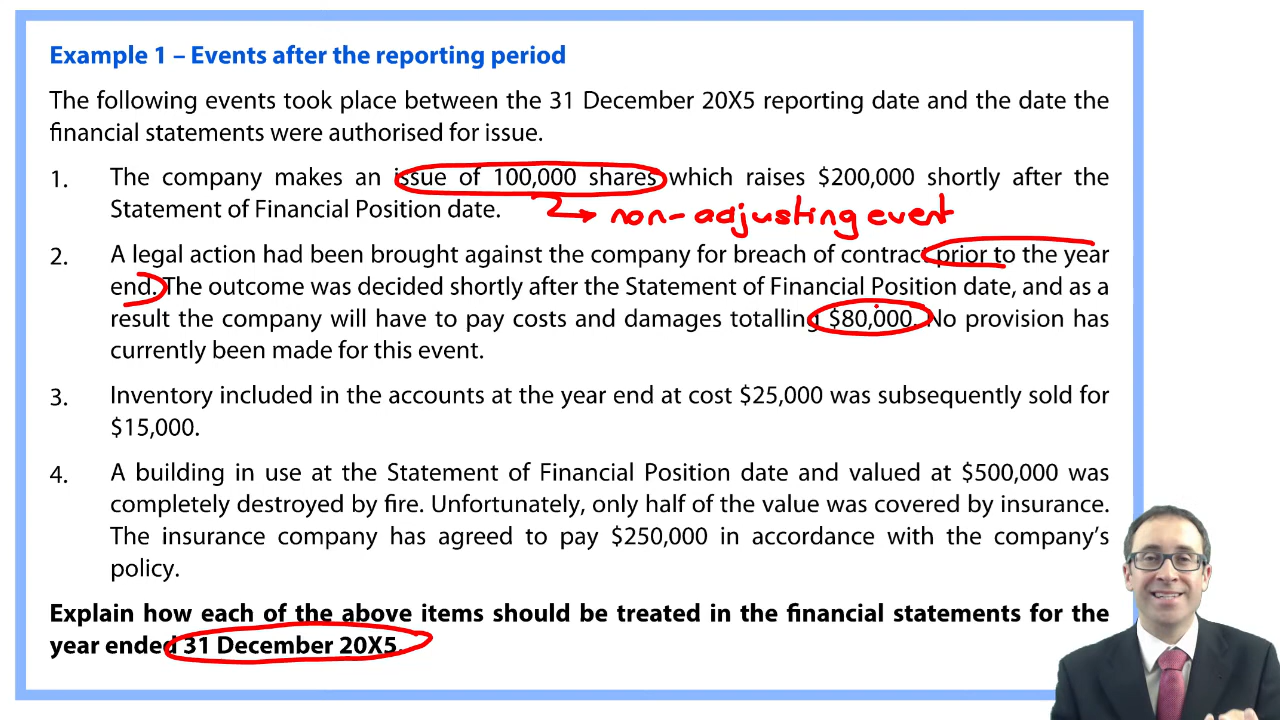 Example 1 – Events after the reporting period
The following events took place between the 31 December 20X5 reporting date and the date the
financial statements were authorised for issue.
1. The company makes an issue of 100,000 shares which raises $200,000 shortly after the
Statement of Financial Position date.
non-adjusting event
2. A legal action had been brought against the company for breach of contract prior to the year
end. The outcome was decided shortly after the Statement of Financial Position date, and as a
result the company will have to pay costs and damages totalling $80,000. No provision has
currently been made for this event.
3. Inventory included in the accounts at the year end at cost $25,000 was subsequently sold for
$15,000.
4. A building in use at the Statement of Financial Position date and valued at $500,000 was
completely destroyed by fire. Unfortunately, only half of the value was covered by insurance.
The insurance company has agreed to pay $250,000 in accordance with the company's
policy.
Explain how each of the above items should be treated in the financial statements for the
year ended 31 December 20X5.